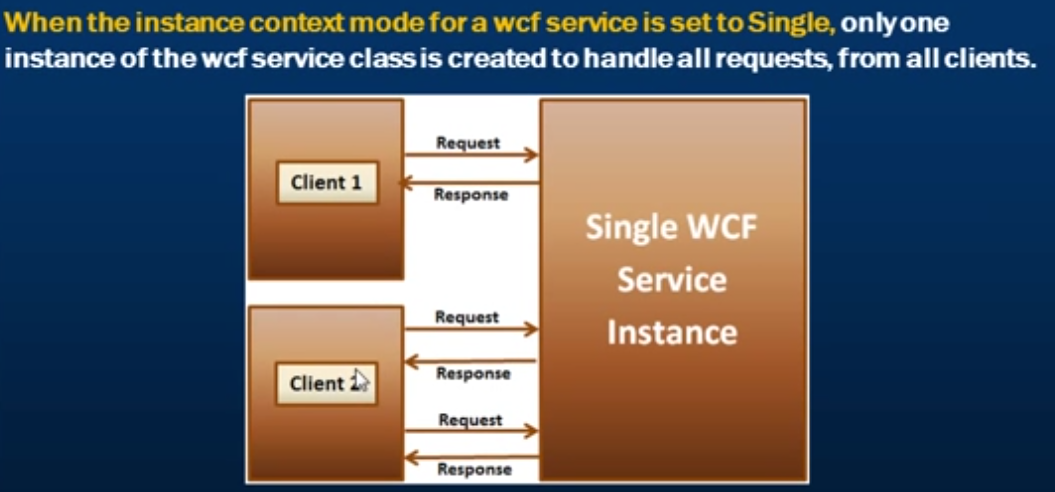 When the instance context mode for a wcf service is set to Single, only one
instance of the wcf service class is created to handle all requests, from all clients.
Request
Client 1
Response
Single WCF
Service
Instance
Request
Client 2
Response
Request
Response